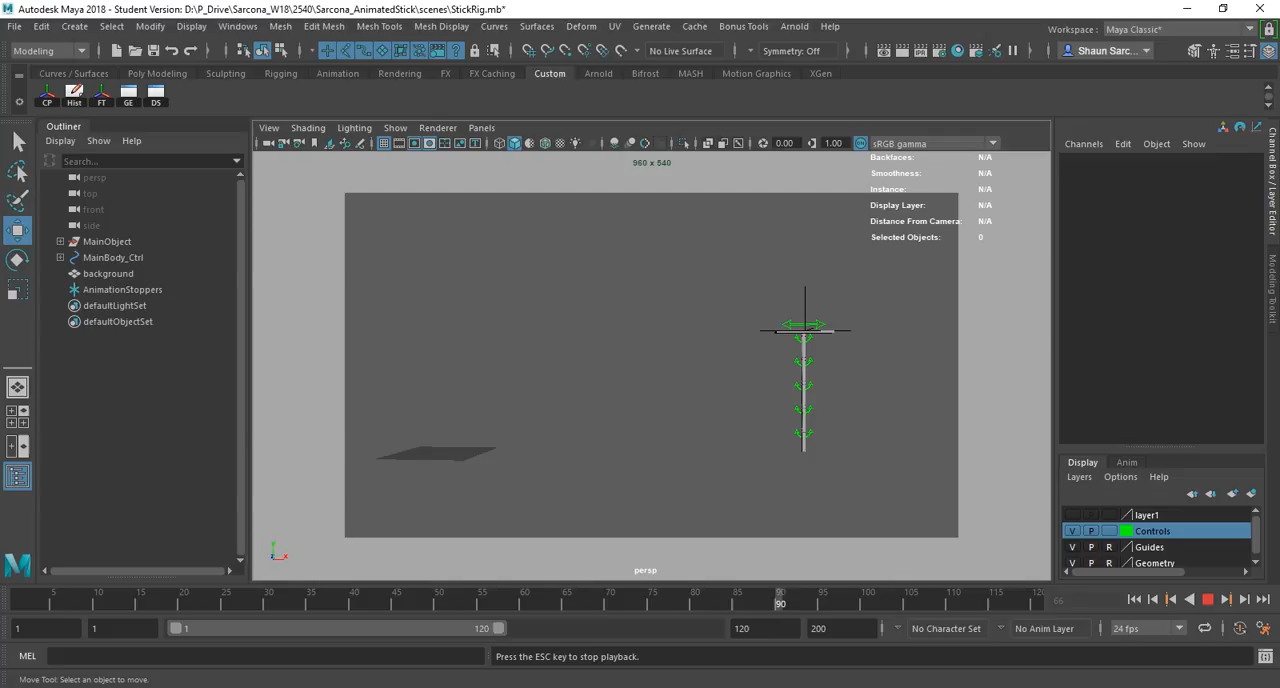 Autodesk Maya 2018 - Student Version: D:\P_Drive\Sarcona_W18\2540\Sarcona_AnimatedStick\scenes\StickRig.mb*
File Edit Create Select Modify Display Windows Mesh Edit Mesh Mesh Tools Mesh Display Curves Surfaces Deform UV Generate Cache Bonus Tools Arnold Help
Workspace: Maya Classic*
Modeling No Live Surface Symmetry: Off Shaun Sarc...
Curves / Surfaces Poly Modeling Sculpting Rigging Animation Rendering FX FX Caching Custom Arnold Bifrost MASH Motion Graphics XGen
CP Hist FT GE DS
Outliner
Display Show Help
Search...
persp
top
front
side
MainObject
MainBody_Ctrl
background
AnimationStoppers
defaultLightSet
defaultObjectSet
View Shading Lighting Show Renderer Panels
0.00 1.00 sRGB gamma
960 x 540
Backfaces: N/A
Smoothness: N/A
Instance: N/A
Display Layer: N/A
Distance From Camera: N/A
Selected Objects: 0
persp
Channels Edit Object Show
Channel Box / Layer Editor
Modeling Toolkit
Display Anim
Layers Options Help
layer1
V P Controls
V P R Guides
V P R Geometry
5 10 15 20 25 30 35 40 45 50 55 60 65 70 75 80 85 90 95 100 105 110 115 120
90
66
1 1 1 120 120 200 No Character Set No Anim Layer 24 fps
MEL Press the ESC key to stop playback.
Move Tool: Select an object to move.